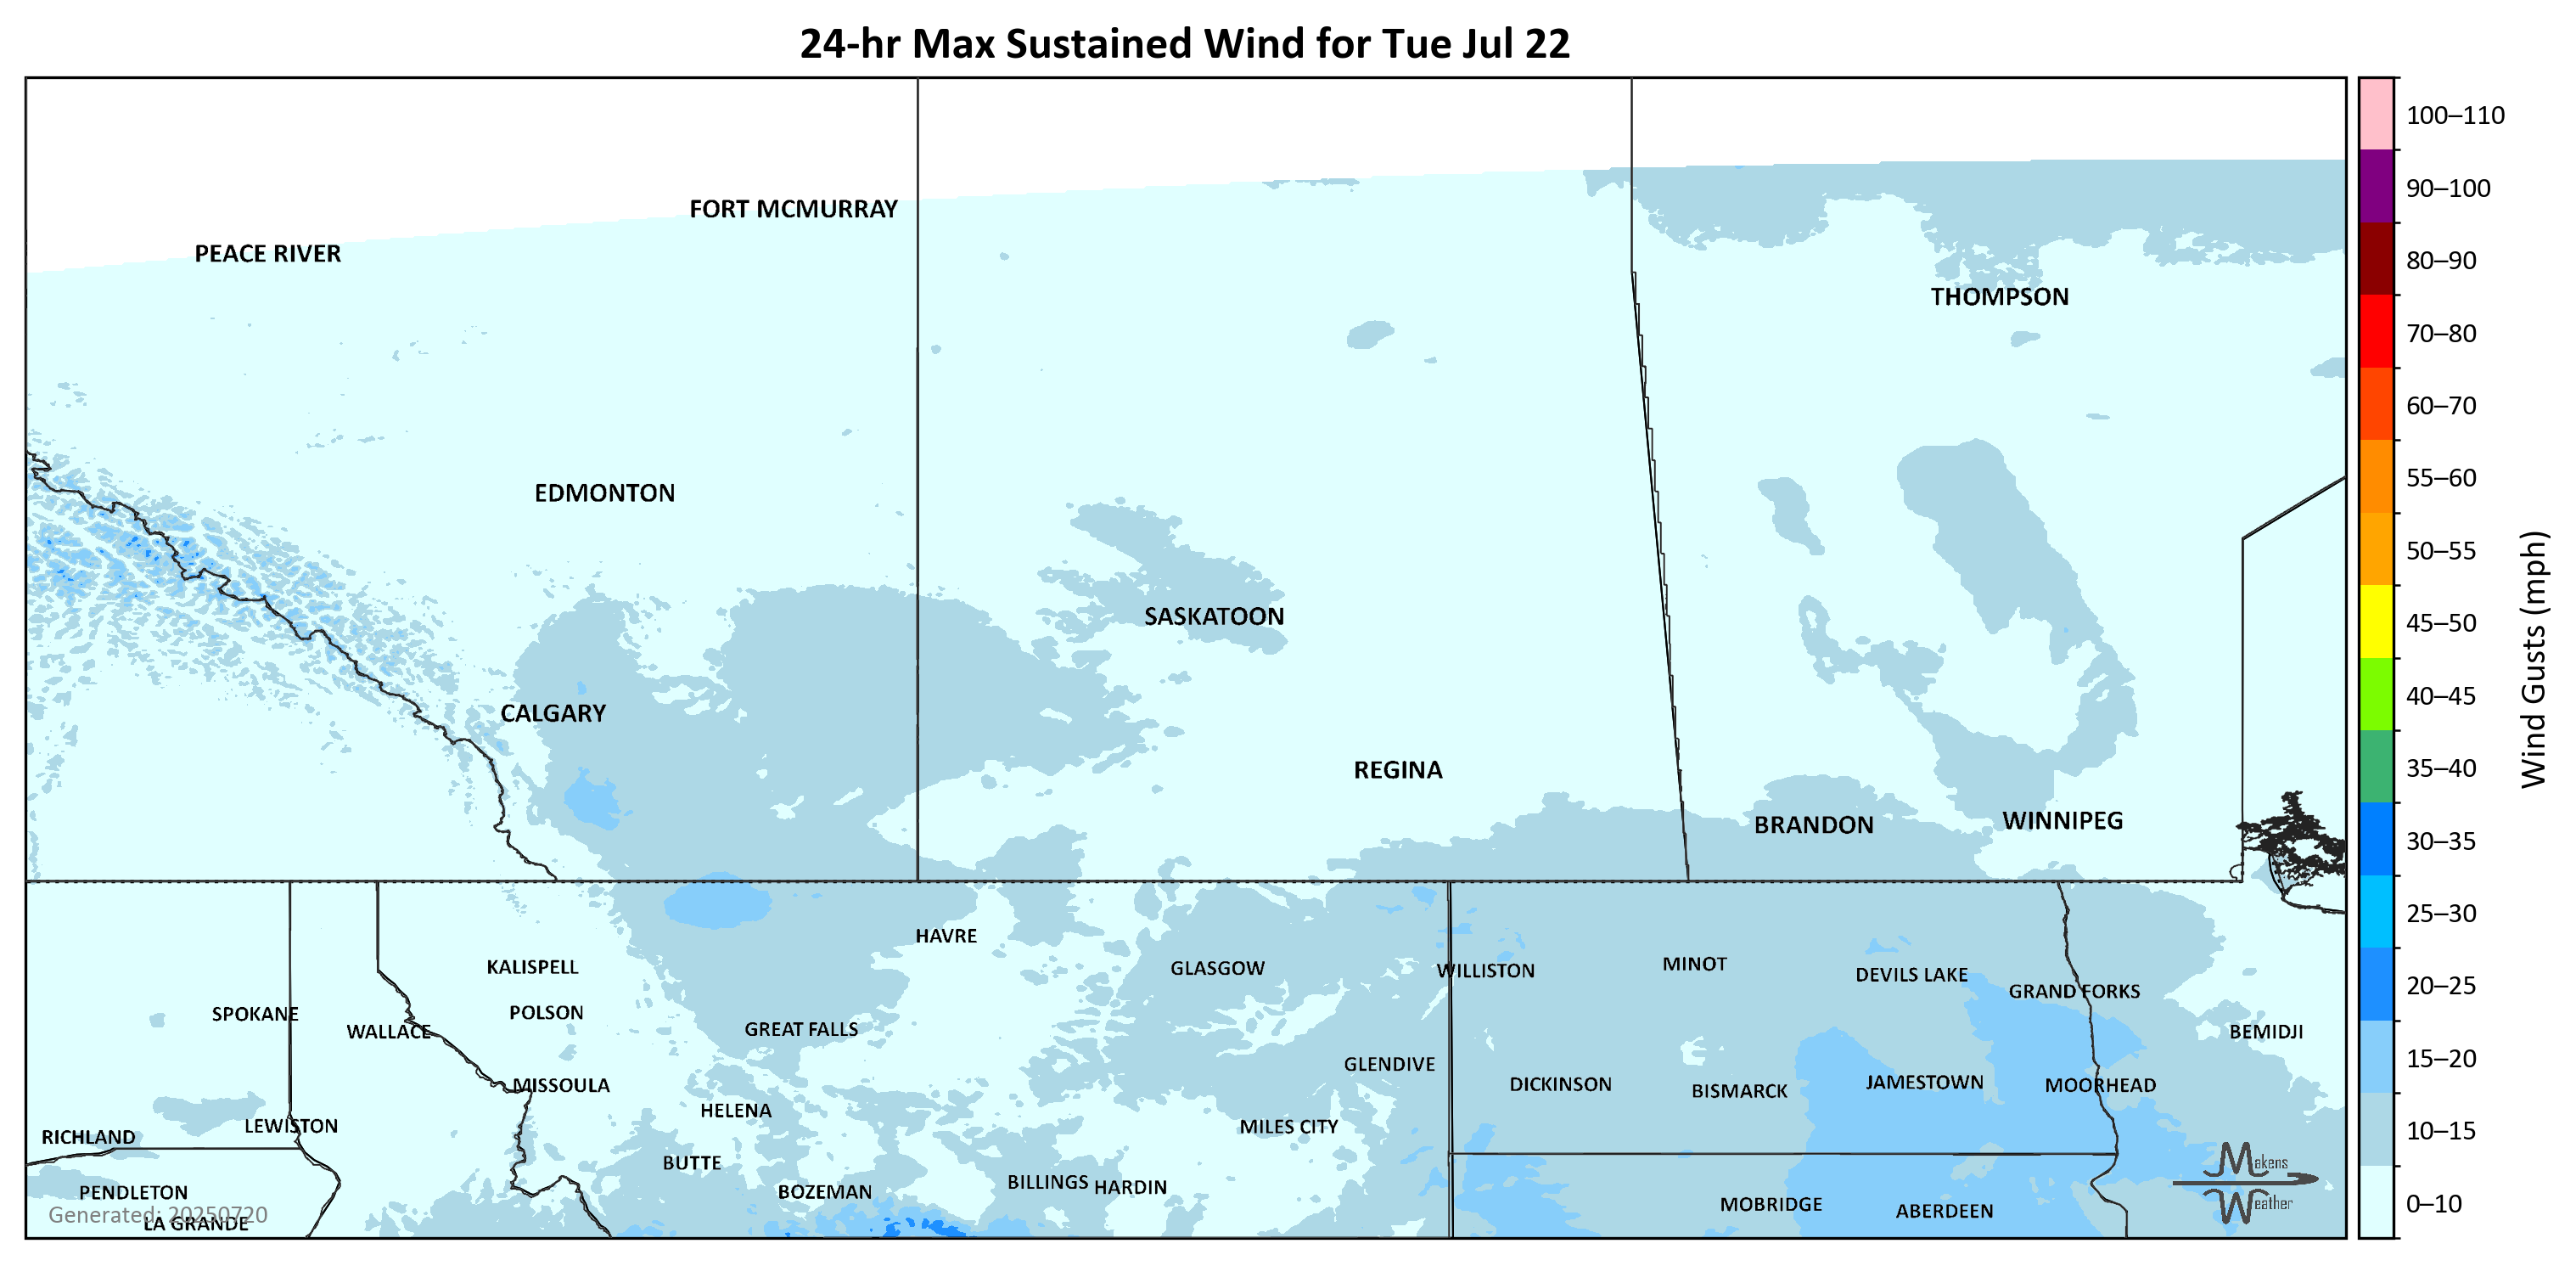 24-hr Max Sustained Wind for Tue Jul 22
100–110
90–100
80–90
70–80
60–70
55–60
50–55
45–50
40–45
35–40
30–35
25–30
20–25
15–20
10–15
0–10
Wind Gusts (mph)
FORT MCMURRAY
PEACE RIVER
THOMPSON
EDMONTON
SASKATOON
CALGARY
REGINA
BRANDON
WINNIPEG
HAVRE
KALISPELL
GLASGOW
WILLISTON
MINOT
DEVILS LAKE
GRAND FORKS
SPOKANE
POLSON
WALLACE
GREAT FALLS
BEMIDJI
GLENDIVE
MISSOULA
DICKINSON
BISMARCK
JAMESTOWN
MOORHEAD
HELENA
LEWISTON
MILES CITY
RICHLAND
BUTTE
PENDLETON
BOZEMAN
BILLINGS
HARDIN
MOBRIDGE
ABERDEEN
Generated: 20250720
LA GRANDE
Makens
Weather